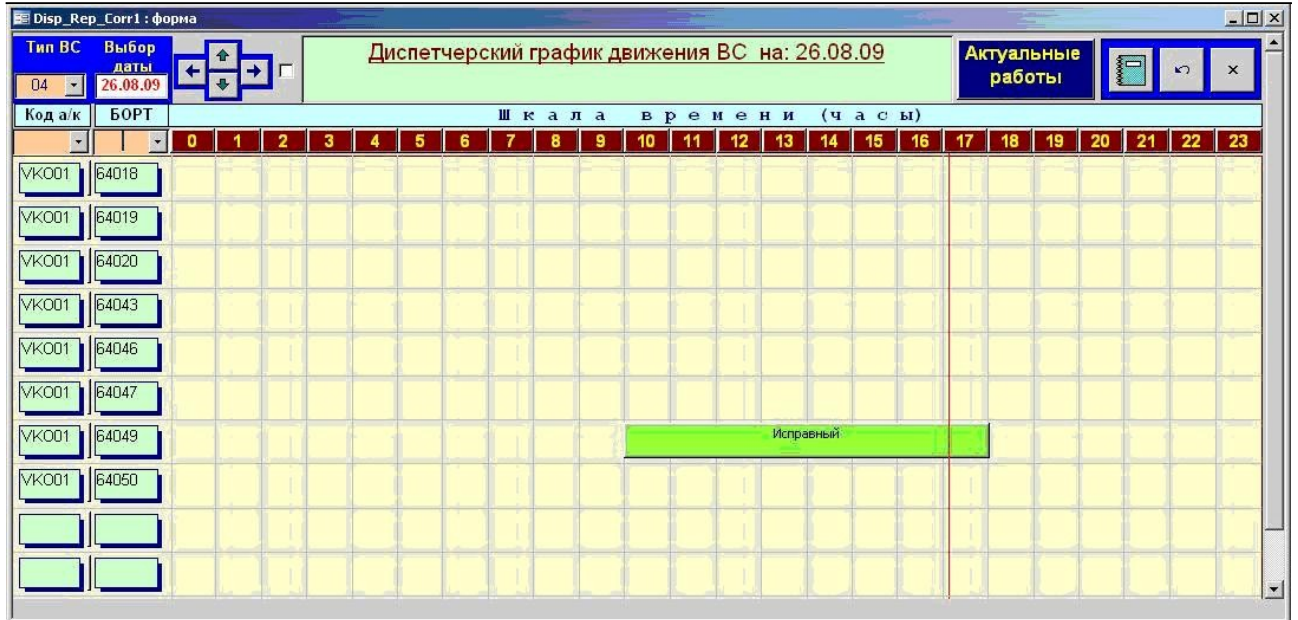 Disp_Rep_Corr1 : форма
Тип ВС Выбор даты Диспетчерский график движения ВС на: 26.08.09 Актуальные работы
04 26.08.09
Код а/к БОРТ Шкала времени (часы)
0 1 2 3 4 5 6 7 8 9 10 11 12 13 14 15 16 17 18 19 20 21 22 23
VKO01 64018
VKO01 64019
VKO01 64020
VKO01 64043
VKO01 64046
VKO01 64047
VKO01 64049 Исправный
VKO01 64050